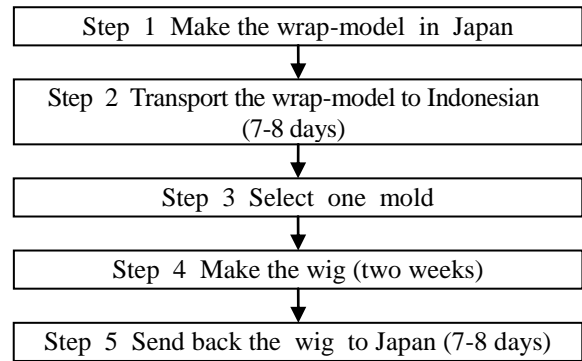 Step 1 Make the wrap-model in Japan
Step 2 Transport the wrap-model to Indonesian
(7-8 days)
Step 3 Select one mold
Step 4 Make the wig (two weeks)
Step 5 Send back the wig to Japan (7-8 days)